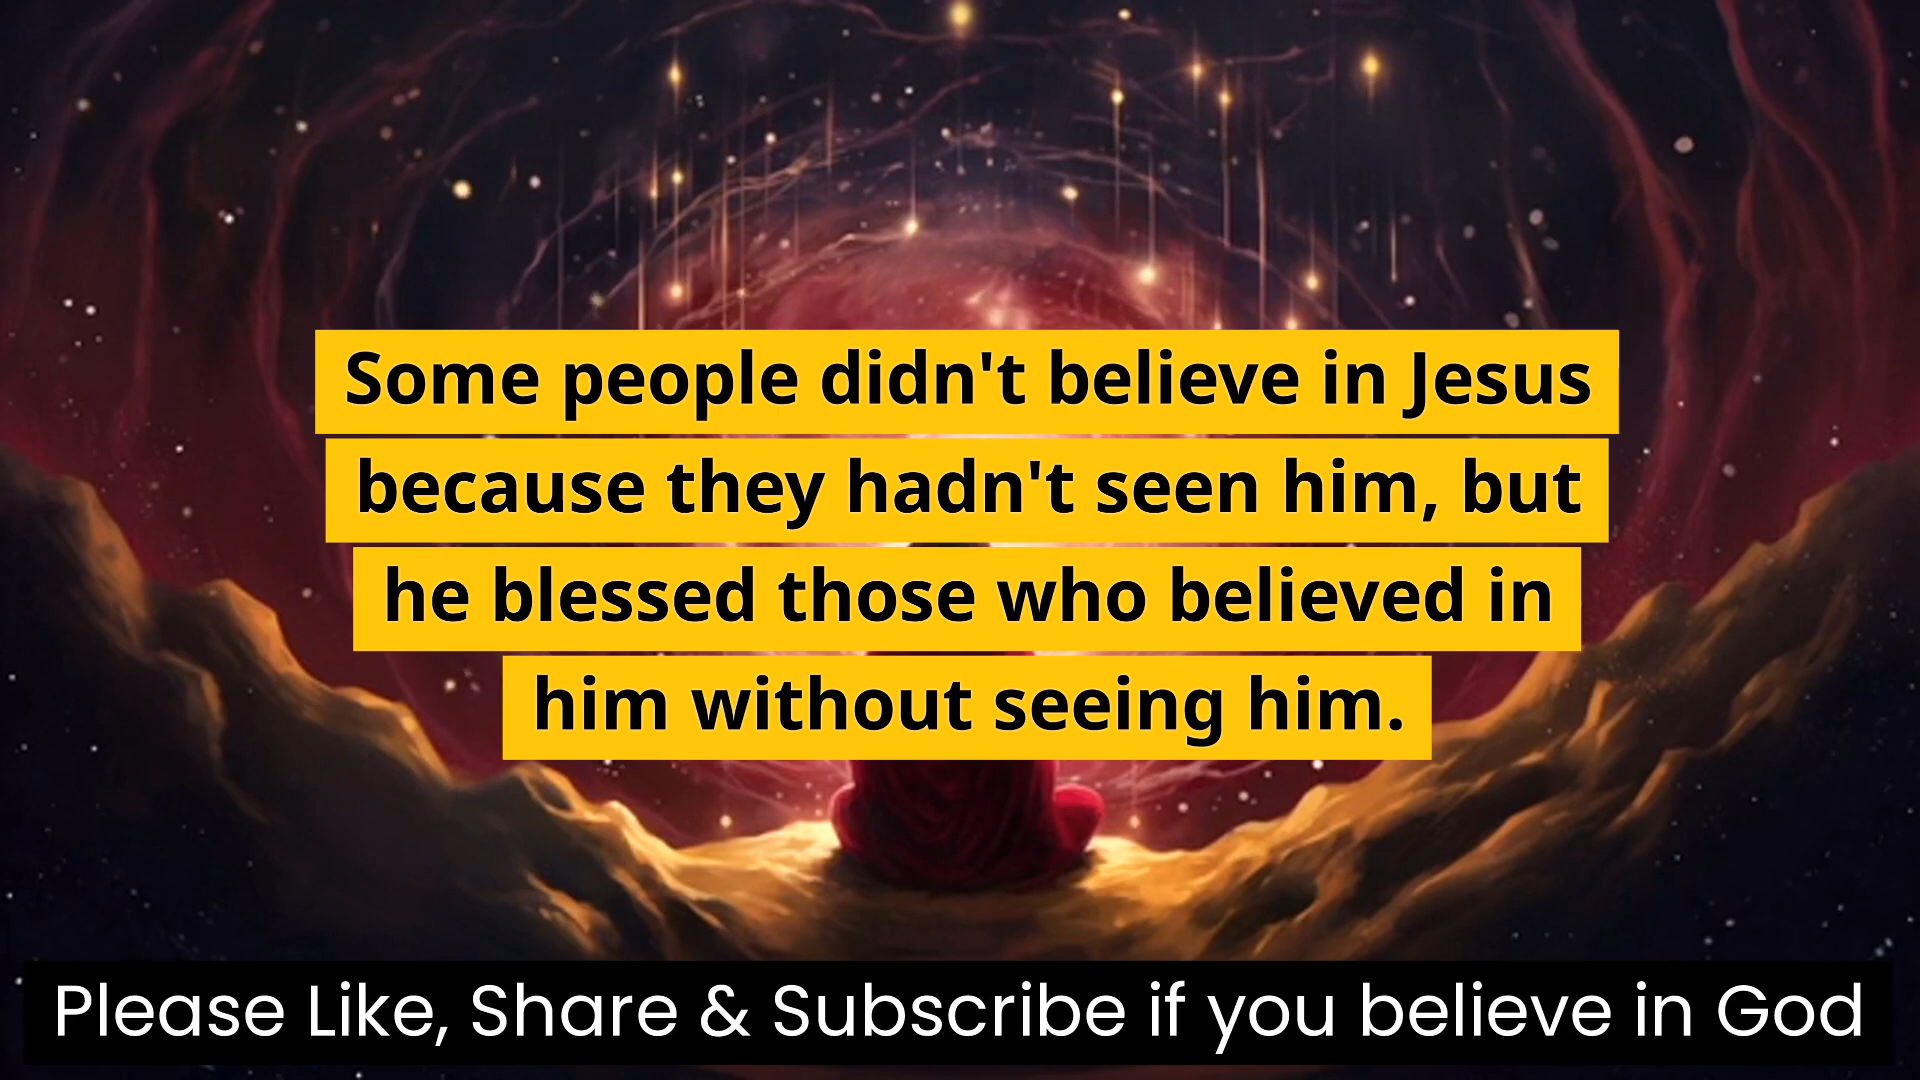 Some people didn't believe in Jesus
because they hadn't seen him, but
he blessed those who believed in
him without seeing him.
Please Like, Share & Subscribe if you believe in God